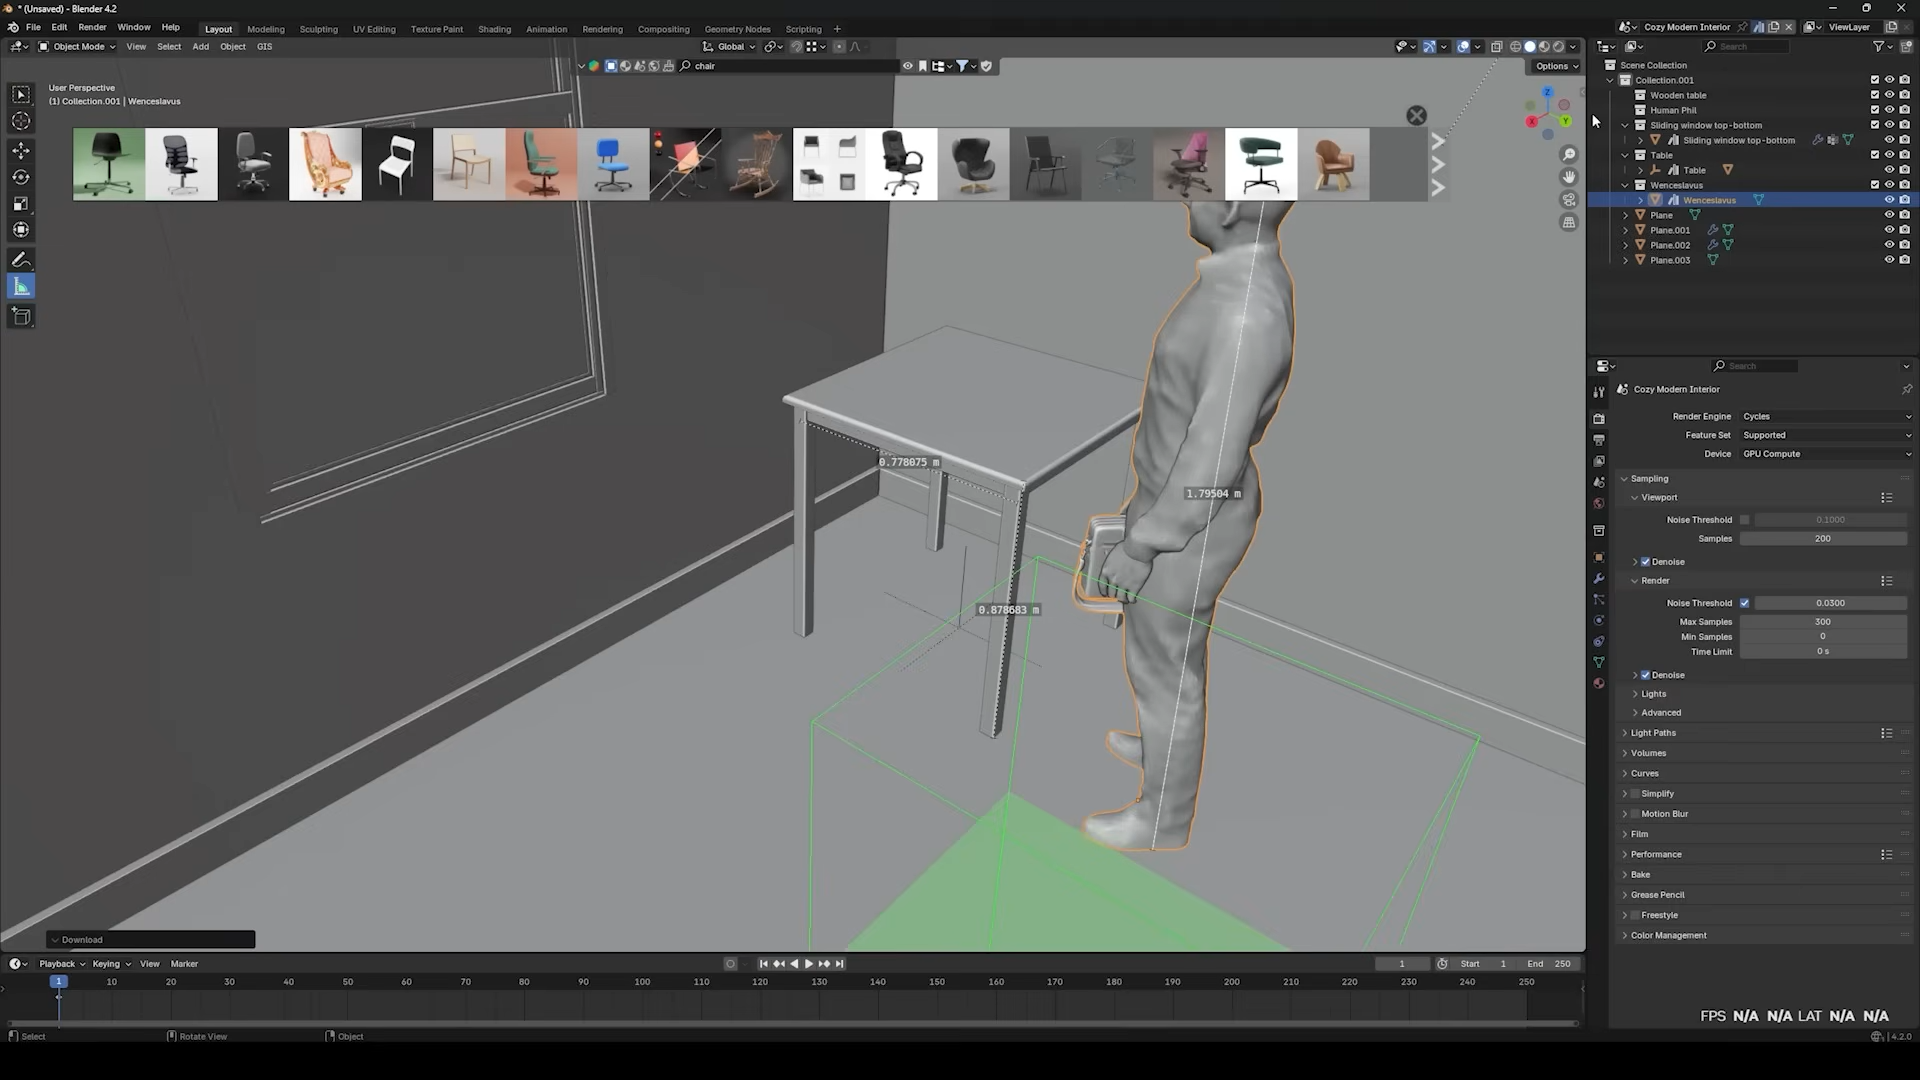 * (Unsaved) - Blender 4.2
File Edit Render Window Help
Layout Modeling Sculpting UV Editing Texture Paint Shading Animation Rendering Compositing Geometry Nodes Scripting +
Cozy Modern Interior
ViewLayer
Object Mode View Select Add Object GIS
Global
chair
Options
User Perspective
(1) Collection.001 | Wenceslavus
0.778075 m
1.79504 m
0.878683 m
Download
Search
Scene Collection
Collection.001
Wooden table
Human Phil
Sliding window top-bottom
Sliding window top-bottom
Table
Table
Wenceslavus
Wenceslavus
Plane
Plane.001
Plane.002
Plane.003
Search
Cozy Modern Interior
Render Engine Cycles
Feature Set Supported
Device GPU Compute
Sampling
Viewport
Noise Threshold 0.1000
Samples 200
Denoise
Render
Noise Threshold 0.0300
Max Samples 300
Min Samples 0
Time Limit 0 s
Denoise
Lights
Advanced
Light Paths
Volumes
Curves
Simplify
Motion Blur
Film
Performance
Bake
Grease Pencil
Freestyle
Color Management
Playback Keying View Marker
1 Start 1 End 250
1 10 20 30 40 50 60 70 80 90 100 110 120 130 140 150 160 170 180 190 200 210 220 230 240 250
FPS N/A N/A LAT N/A N/A
Select Rotate View Object
4.2.0